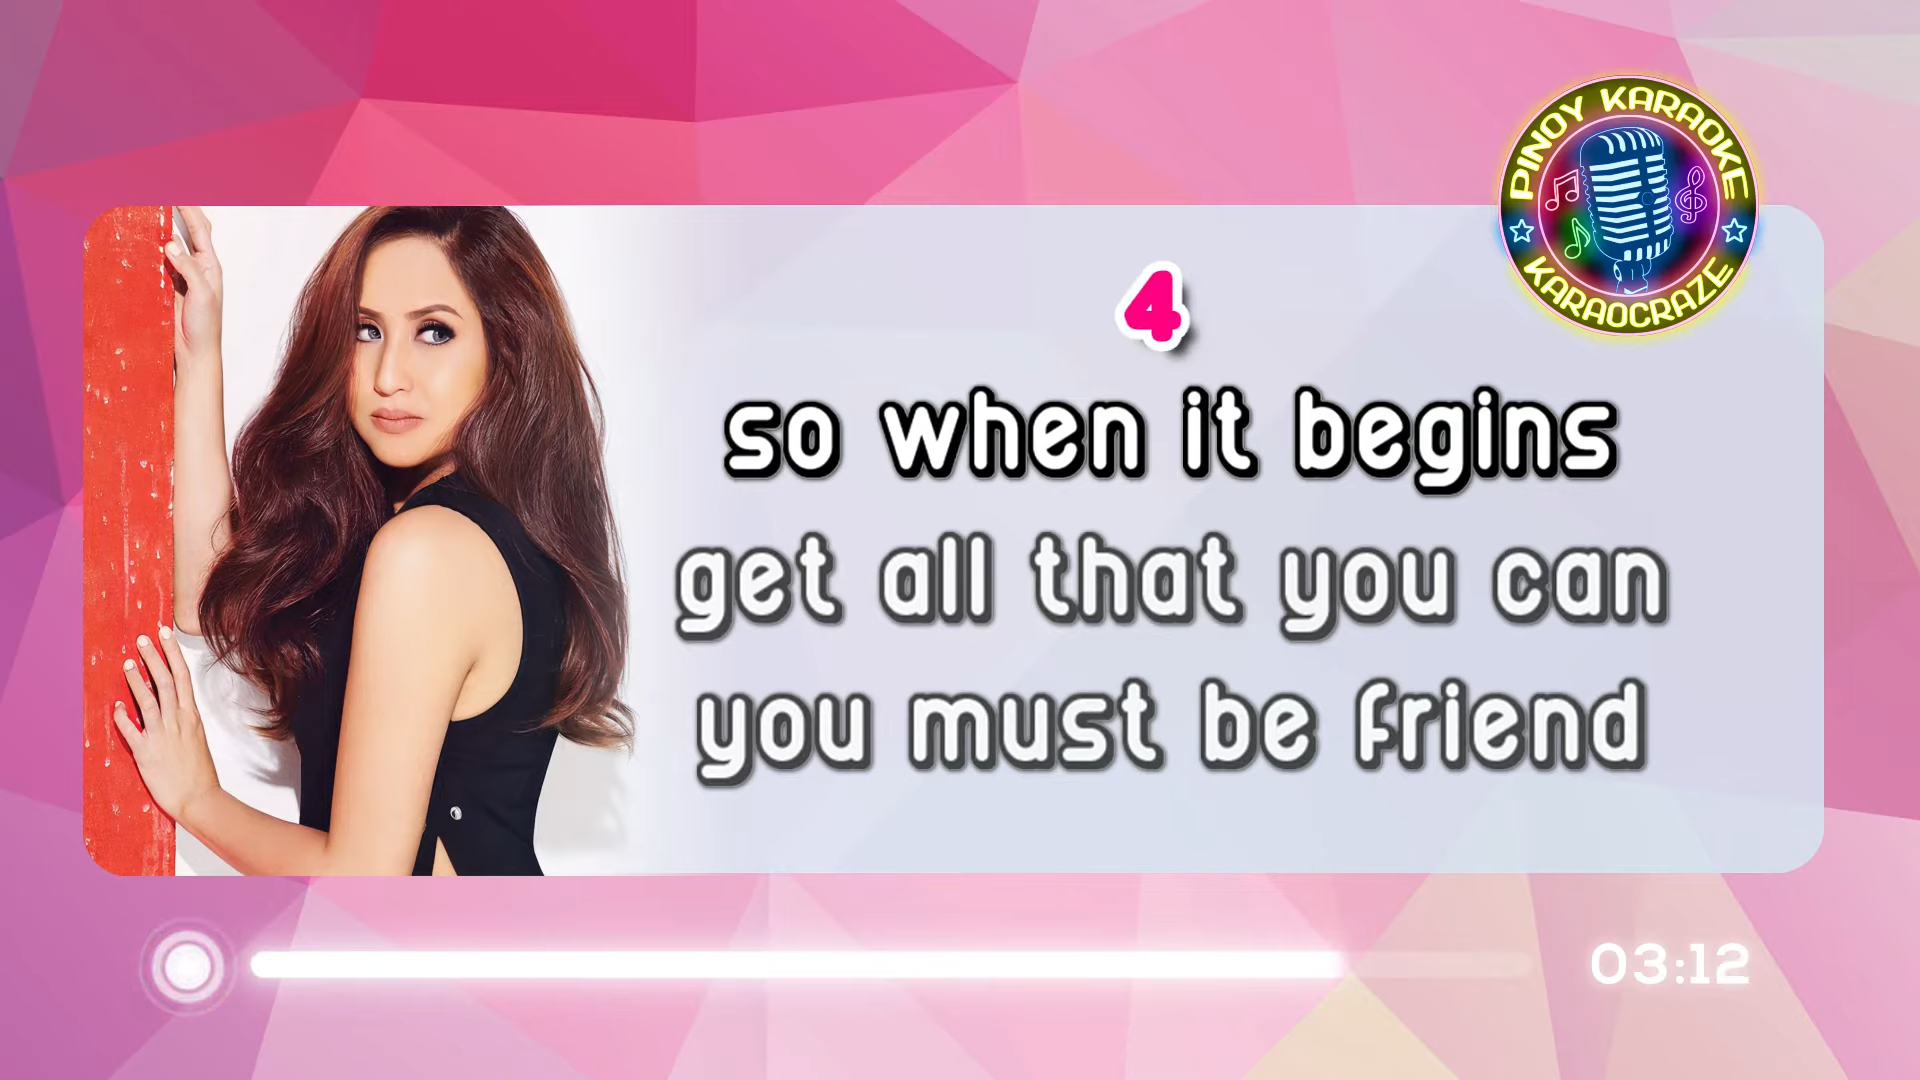 PINOY KARAOKE
KARAOCRAZE
4
so when it begins
get all that you can
you must be friend
03:12